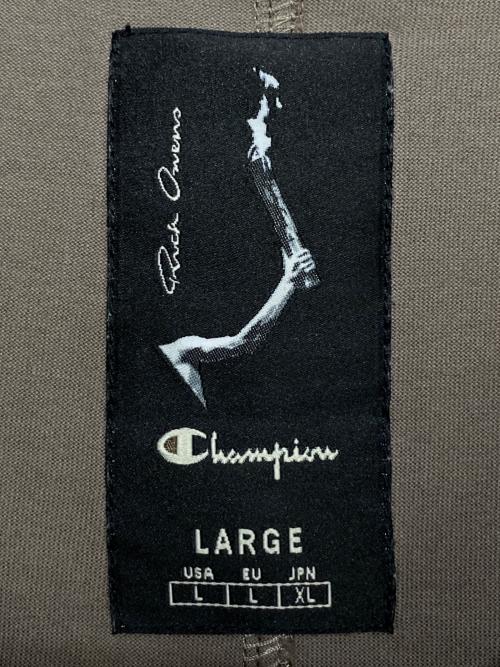 Rick Owens
Champion
LARGE
USA EU JPN
L L XL